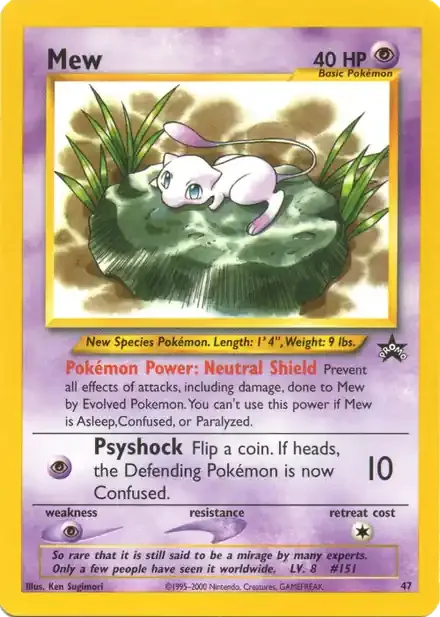 Mew 40 HP
Basic Pokémon
New Species Pokémon. Length: 1' 4", Weight: 9 lbs.
PROMO
Pokémon Power: Neutral Shield Prevent
all effects of attacks, including damage, done to Mew
by Evolved Pokemon. You can't use this power if Mew
is Asleep,Confused, or Paralyzed.
Psyshock Flip a coin. If heads,
the Defending Pokémon is now
Confused.
10
weakness resistance retreat cost
So rare that it is still said to be a mirage by many experts.
Only a few people have seen it worldwide. LV. 8 #151
Illus. Ken Sugimori ©1995-2000 Nintendo, Creatures, GAMEFREAK. 47